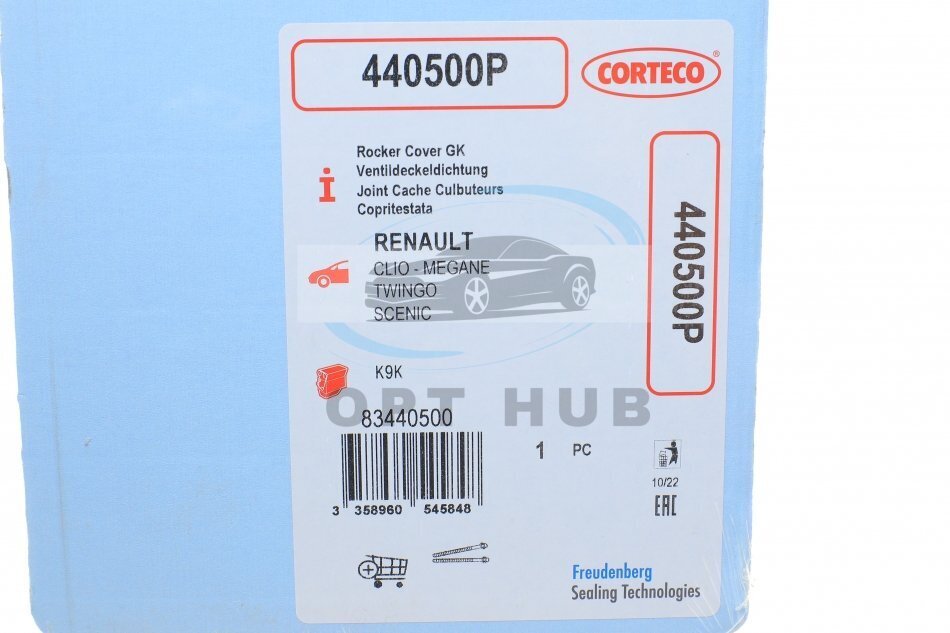 440500P
CORTECO®
Rocker Cover GK
Ventildeckeldichtung
Joint Cache Culbuteurs
Copritestata
440500P
RENAULT
CLIO - MEGANE
TWINGO
SCENIC
K9K
OPT HUB
83440500
1 PC
3 358960 545848
10/22
EAC
Freudenberg
Sealing Technologies